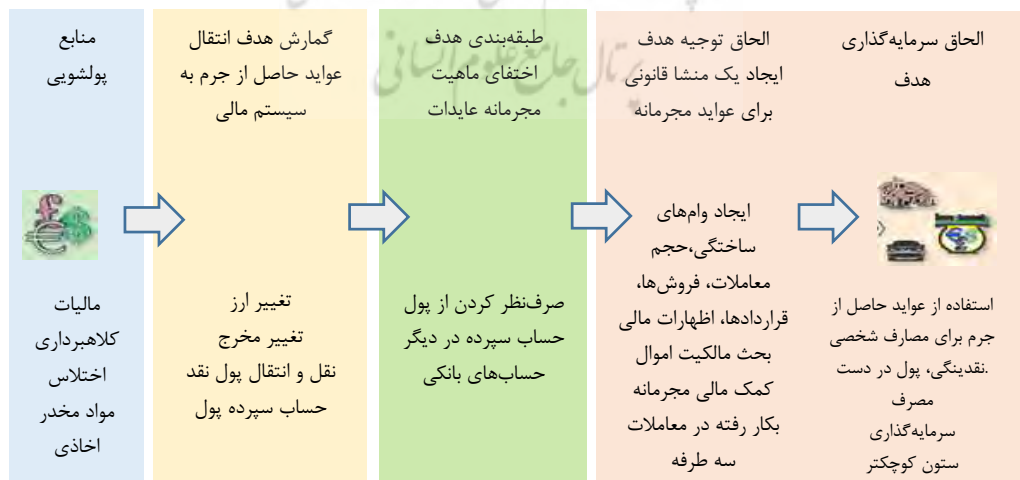 منابع
پولشویی
مالیات
کلاهبرداری
اختلاس
مواد مخدر
اخاذی
گمارش هدف انتقال
عواید حاصل از جرم به
سیستم مالی
تغییر ارز
تغییر مخرج
نقل و انتقال پول نقد
حساب سپرده پول
طبقه‌بندی هدف
اختفای ماهیت
مجرمانه عایدات
صرف‌نظر کردن از پول
حساب سپرده در دیگر
حساب‌های بانکی
الحاق توجیه هدف
ایجاد یک منشا قانونی
برای عواید مجرمانه
ایجاد وام‌های
ساختگی،حجم
معاملات، فروش‌ها،
قراردادها، اظهارات مالی
بحث مالکیت اموال
کمک مالی مجرمانه
بکار رفته در معاملات
سه طرفه
الحاق سرمایه‌گذاری
هدف
استفاده از عواید حاصل از
جرم برای مصارف شخصی
.نقدینگی، پول در دست
مصرف
سرمایه‌گذاری
ستون کوچکتر
پرتال جامع علوم انسانی